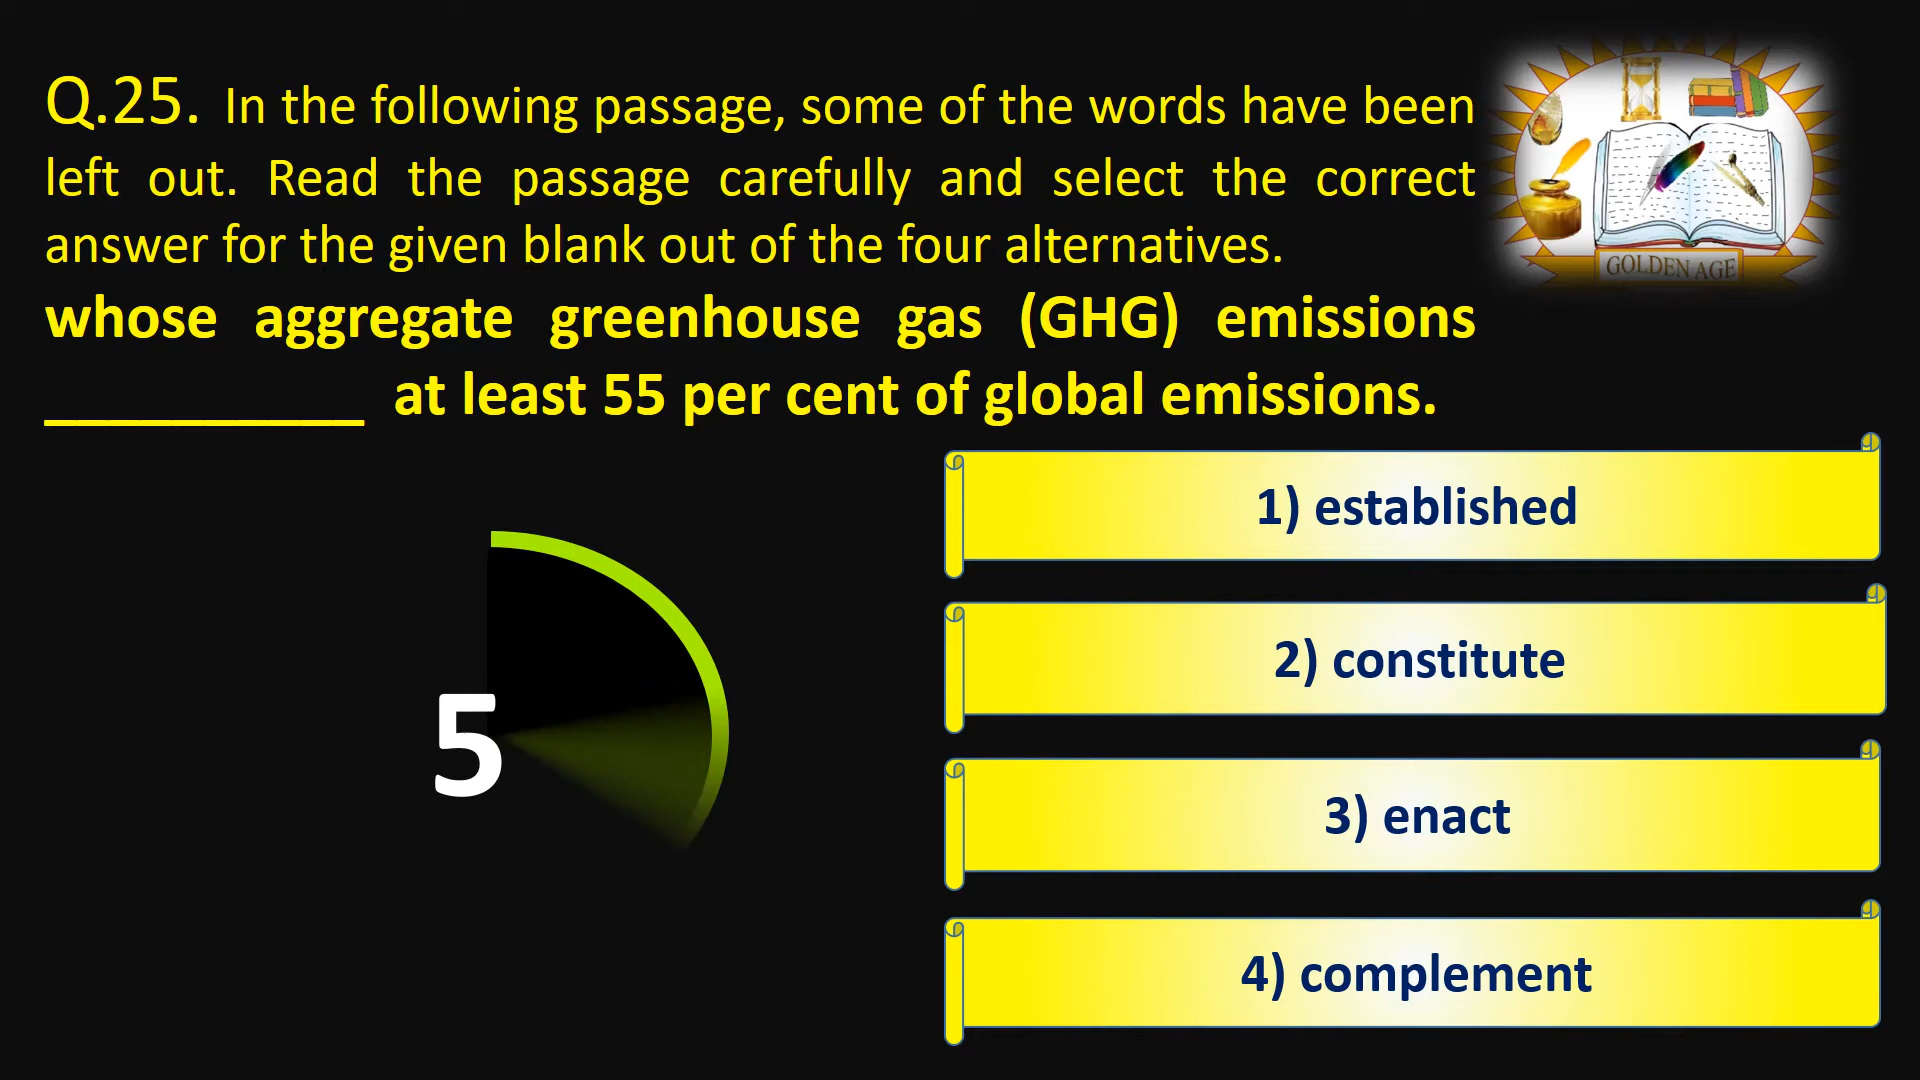 Q.25. In the following passage, some of the words have been
left out. Read the passage carefully and select the correct
answer for the given blank out of the four alternatives.
whose aggregate greenhouse gas (GHG) emissions
__________ at least 55 per cent of global emissions.
GOLDEN AGE
1) established
2) constitute
5
3) enact
4) complement